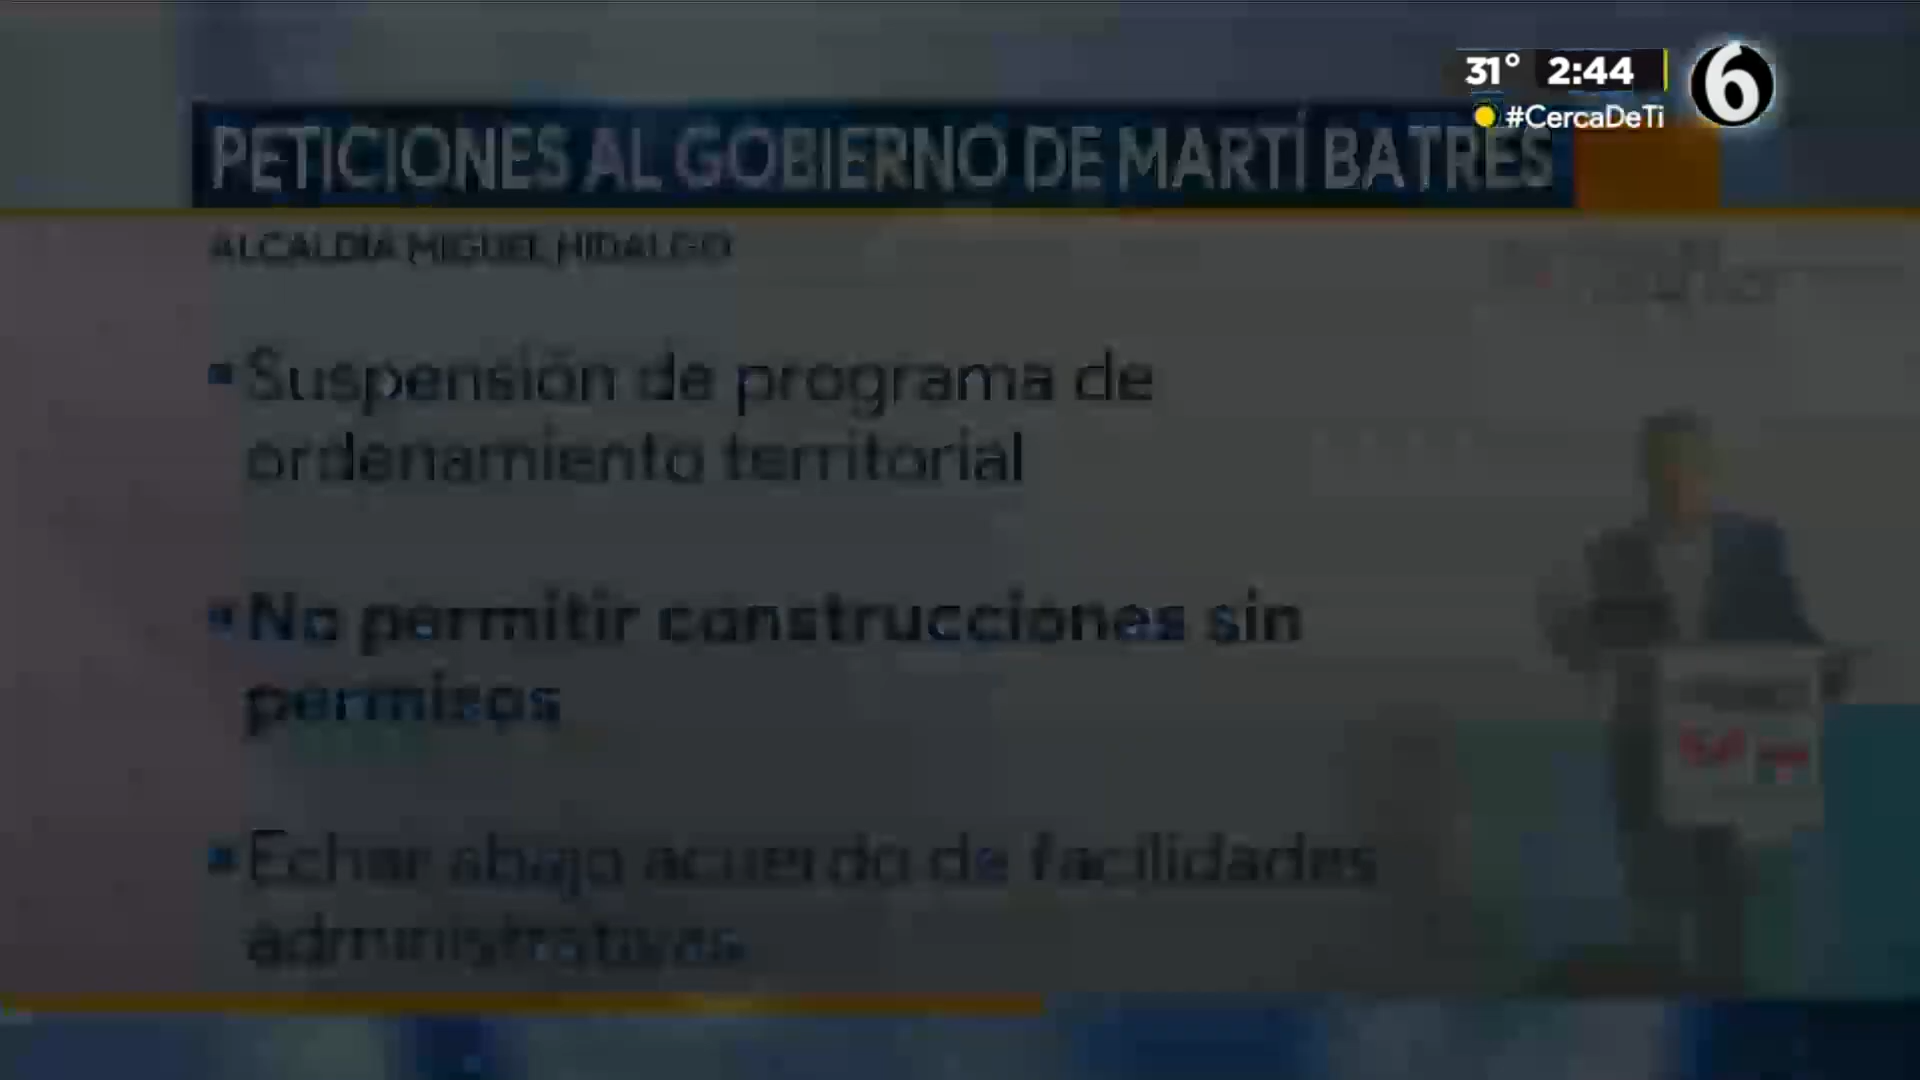 31° 2:44
6
#CercaDeTi
PETICIONES AL GOBIERNO DE MARTÍ BATRES
ALCALDÍA MIGUEL HIDALGO
▪Suspensión de programa de
ordenamiento territorial
▪No permitir construcciones sin
permisos
▪Echar abajo acuerdo de facilidades
administrativas